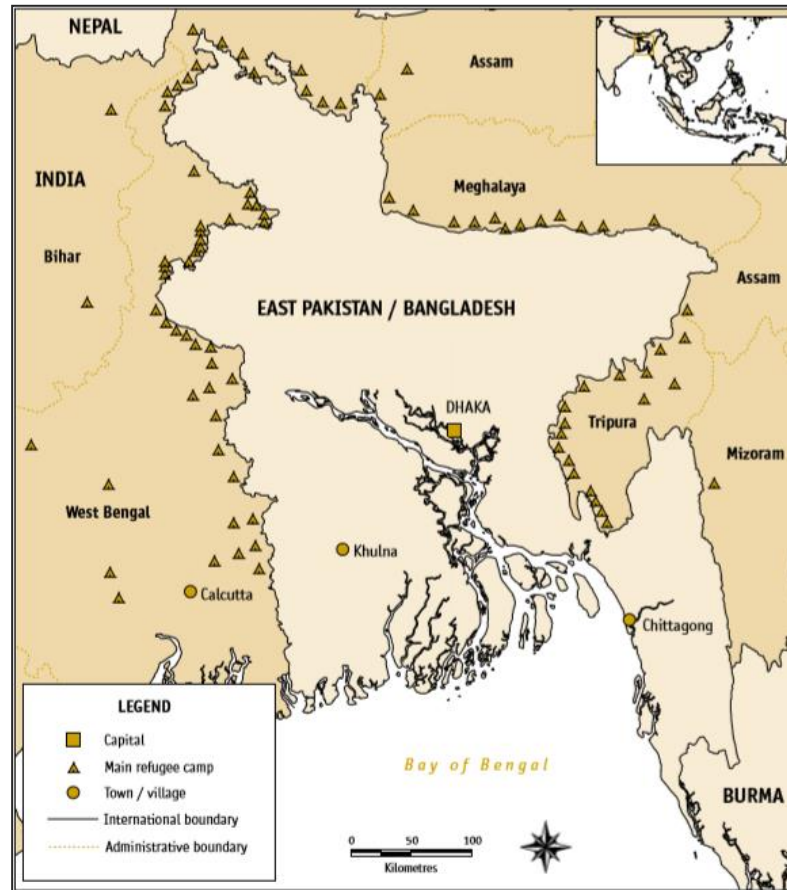 NEPAL
Assam
INDIA
Meghalaya
Bihar
Assam
EAST PAKISTAN / BANGLADESH
DHAKA
Tripura
Mizoram
West Bengal
Khulna
Calcutta
Chittagong
LEGEND
Capital
Main refugee camp
Town / village
International boundary
Administrative boundary
Bay of Bengal
BURMA
0 25 50 100
Kilometres